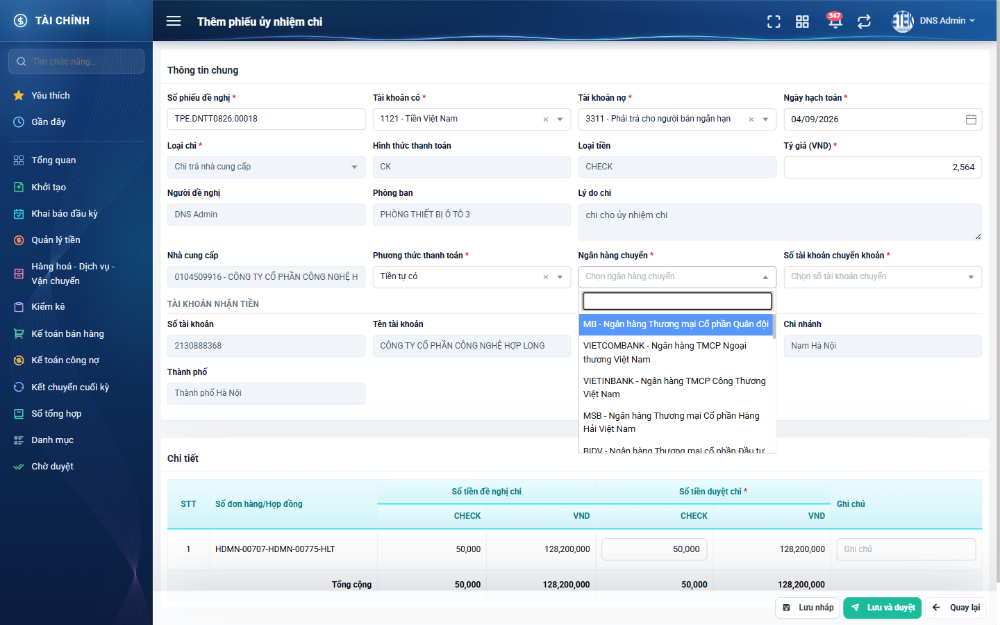 TÀI CHÍNH
Thêm phiếu ủy nhiệm chi
347
DNS Admin
Tìm chức năng...
Yêu thích
Gần đây
Tổng quan
Khởi tạo
Khai báo đầu kỳ
Quản lý tiền
Hàng hoá - Dịch vụ -
Vận chuyển
Kiểm kê
Kế toán bán hàng
Kế toán công nợ
Kết chuyển cuối kỳ
Sổ tổng hợp
Danh mục
Chờ duyệt
Thông tin chung
Số phiếu đề nghị * Tài khoản có * Tài khoản nợ * Ngày hạch toán *
TPE.DNTT0826.00018 1121 - Tiền Việt Nam × 3311 - Phải trả cho người bán ngắn hạn × 04/09/2026
Loại chi * Hình thức thanh toán Loại tiền Tỷ giá (VND) *
Chi trả nhà cung cấp CK CHECK 2,564
Người đề nghị Phòng ban Lý do chi
DNS Admin PHÒNG THIẾT BỊ Ô TÔ 3 chi cho ủy nhiệm chi
Nhà cung cấp Phương thức thanh toán * Ngân hàng chuyển * Số tài khoản chuyển khoản *
0104509916 - CÔNG TY CỔ PHẦN CÔNG NGHỆ H Tiền tự có × Chọn ngân hàng chuyển Chọn số tài khoản chuyển khoản
TÀI KHOẢN NHẬN TIỀN
Số tài khoản Tên tài khoản Chi nhánh
2130888368 CÔNG TY CỔ PHẦN CÔNG NGHỆ HỢP LONG Nam Hà Nội
Thành phố
Thành phố Hà Nội
MB - Ngân hàng Thương mại Cổ phần Quân đội
VIETCOMBANK - Ngân hàng TMCP Ngoại
thương Việt Nam
VIETINBANK - Ngân hàng TMCP Công Thương
Việt Nam
MSB - Ngân hàng Thương mại Cổ phần Hàng
Hải Việt Nam
BIDV - Ngân hàng Thương mại cổ phần Đầu tư
Chi tiết
STT Số đơn hàng/Hợp đồng Số tiền đề nghị chi Số tiền duyệt chi * Ghi chú
CHECK VND CHECK VND
1 HDMN-00707-HDMN-00775-HLT 50,000 128,200,000 50,000 128,200,000 Ghi chú
Tổng cộng 50,000 128,200,000 50,000 128,200,000
Lưu nháp Lưu và duyệt Quay lại